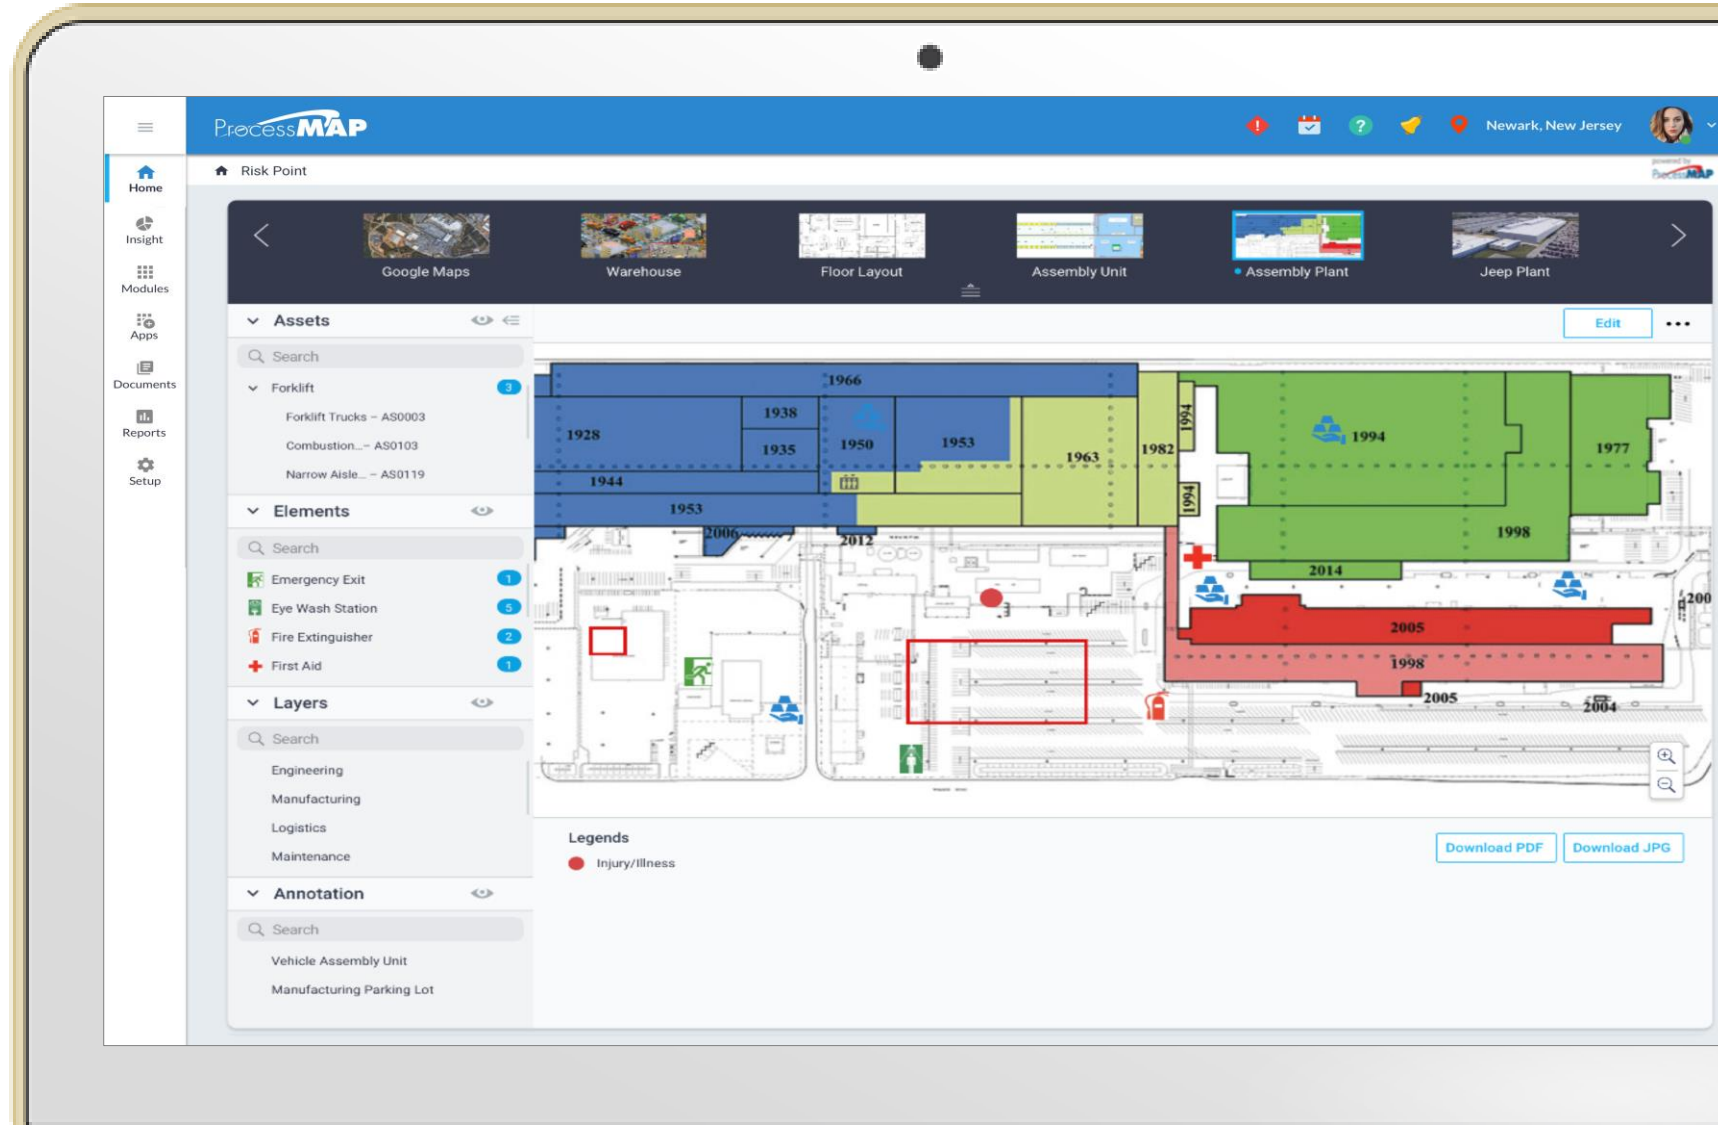 ProcessMAP
Newark, New Jersey
Home
Risk Point
powered by
ProcessMAP
Insight
Modules
Apps
Documents
Reports
Setup
Google Maps
Warehouse
Floor Layout
Assembly Unit
Assembly Plant
Jeep Plant
Assets
Edit
Search
Forklift 3
Forklift Trucks – AS0003
Combustion...– AS0103
Narrow Aisle... – AS0119
Elements
Search
Emergency Exit 1
Eye Wash Station 5
Fire Extinguisher 2
First Aid 1
Layers
Search
Engineering
Manufacturing
Logistics
Maintenance
Annotation
Search
Vehicle Assembly Unit
Manufacturing Parking Lot
1966
1938
1994
1928
1935
1950
1953
1963
1982
1994
1977
1944
1994
1953
2006
2012
1998
2014
200
2005
1998
2005
2004
Legends
Injury/Illness
Download PDF
Download JPG